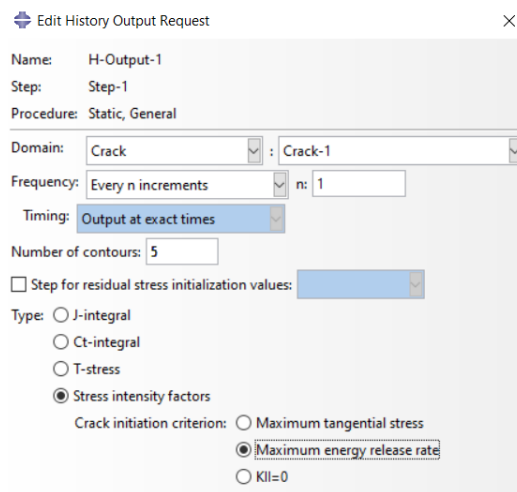 Edit History Output Request
Name: H-Output-1
Step: Step-1
Procedure: Static, General
Domain: Crack : Crack-1
Frequency: Every n increments n: 1
Timing: Output at exact times
Number of contours: 5
Step for residual stress initialization values:
Type: J-integral
Ct-integral
T-stress
Stress intensity factors
Crack initiation criterion: Maximum tangential stress
Maximum energy release rate
KII=0